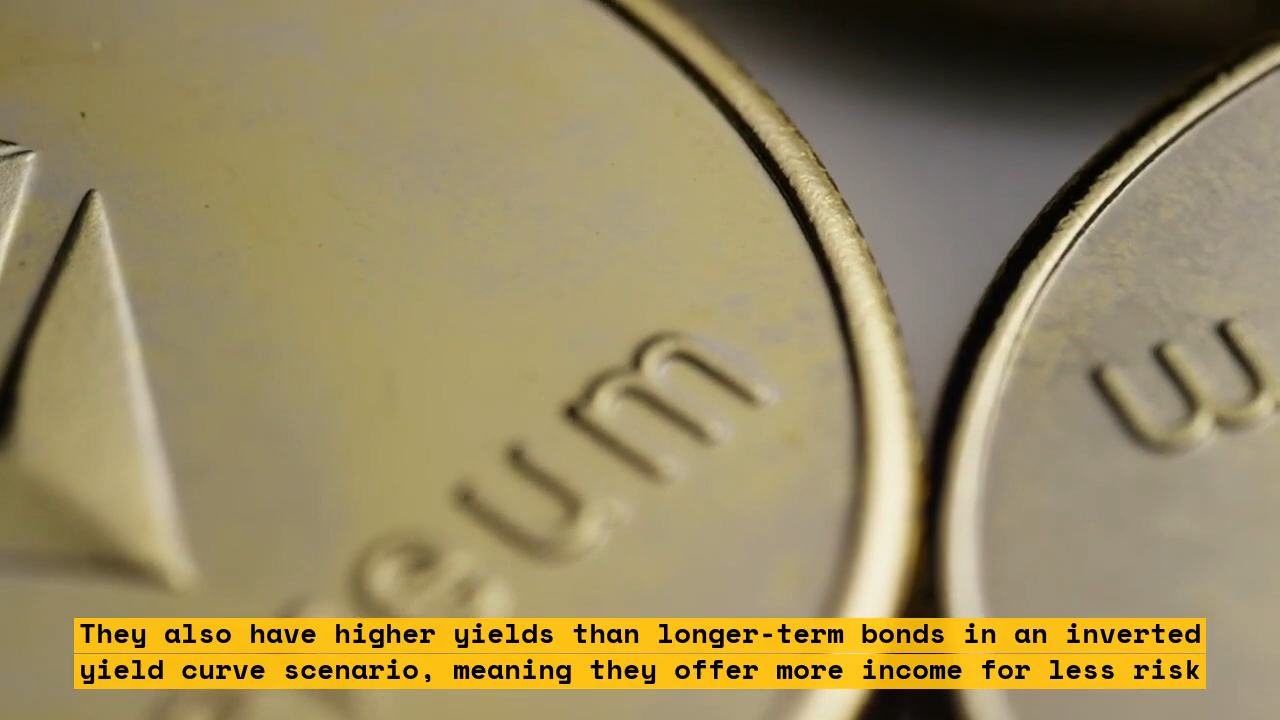 eum
m
They also have higher yields than longer-term bonds in an inverted
yield curve scenario, meaning they offer more income for less risk